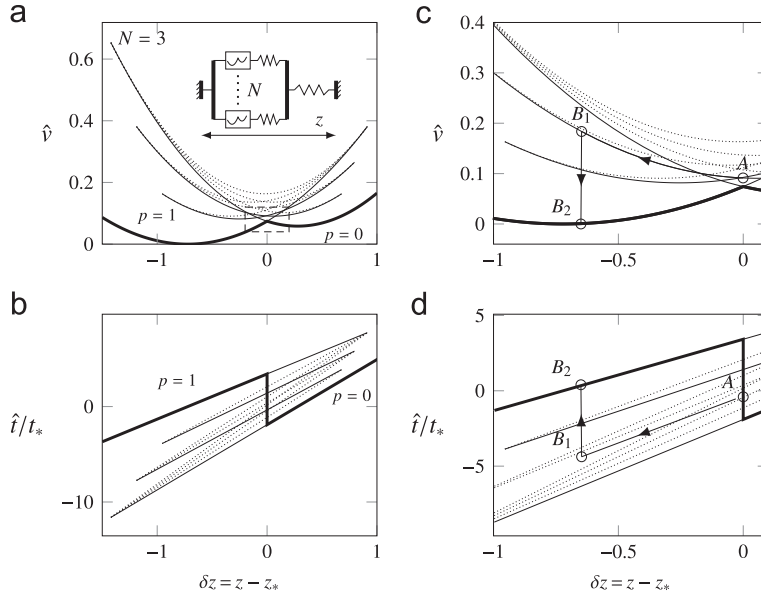 a
c
N = 3
0.6
0.4
0.2
0
v̂
N
z
p = 1
p = 0
−1
0
1
0.4
0.3
0.2
0.1
0
v̂
B₁
A
B₂
−1
−0.5
0
b
d
0
−10
t̂/t*
p = 1
p = 0
−1
0
1
δz = z − z*
5
0
−5
t̂/t*
B₂
A
B₁
−1
−0.5
0
δz = z − z*